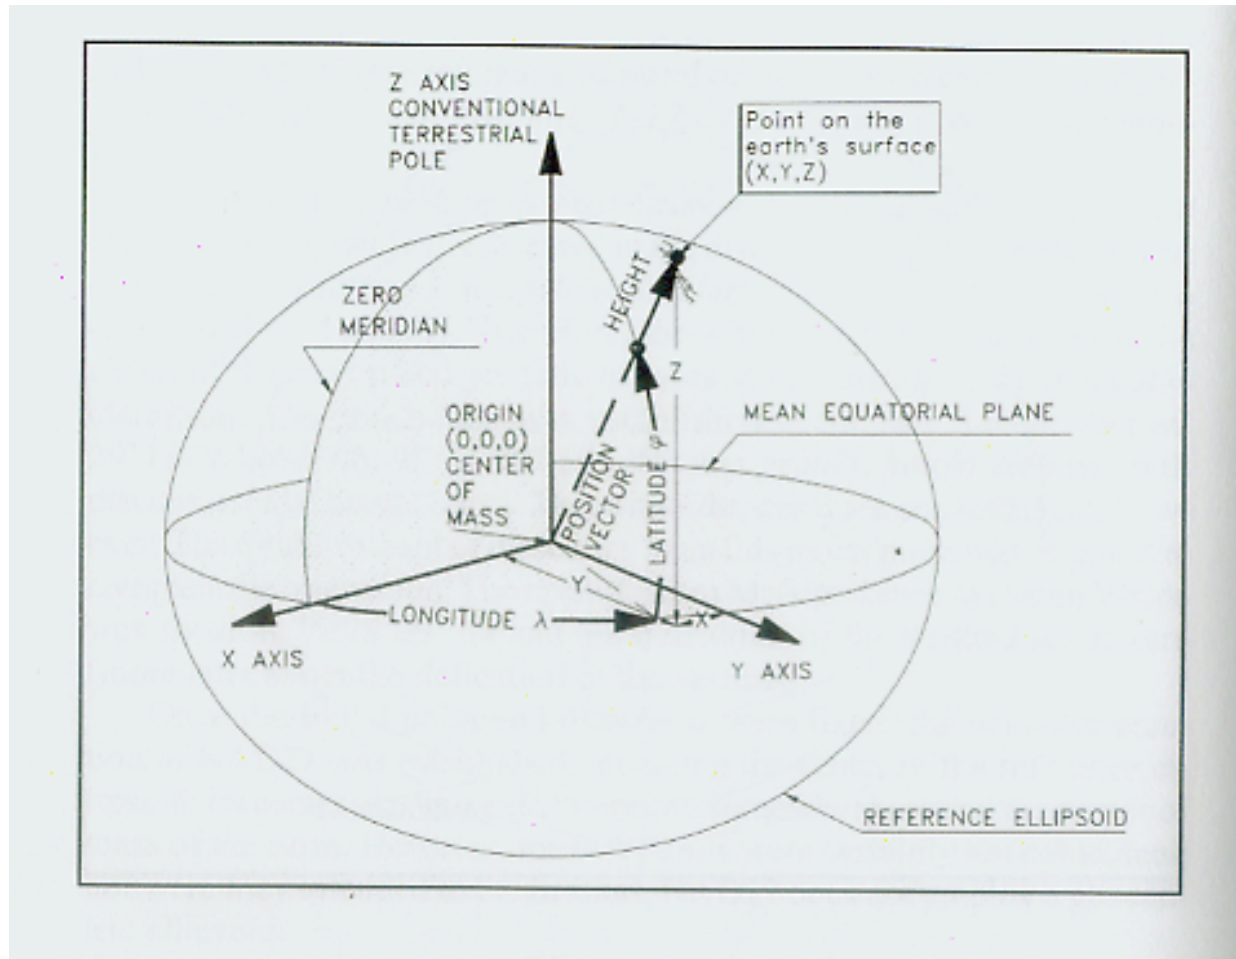 Z AXIS
CONVENTIONAL
TERRESTRIAL
POLE
Point on the
earth's surface
(X,Y,Z)
ZERO
MERIDIAN
HEIGHT
Z
ORIGIN
(0,0,0)
CENTER
OF
MASS
MEAN EQUATORIAL PLANE
POSITION
VECTOR
LATITUDE φ
Y
LONGITUDE λ
X
X AXIS
Y AXIS
REFERENCE ELLIPSOID